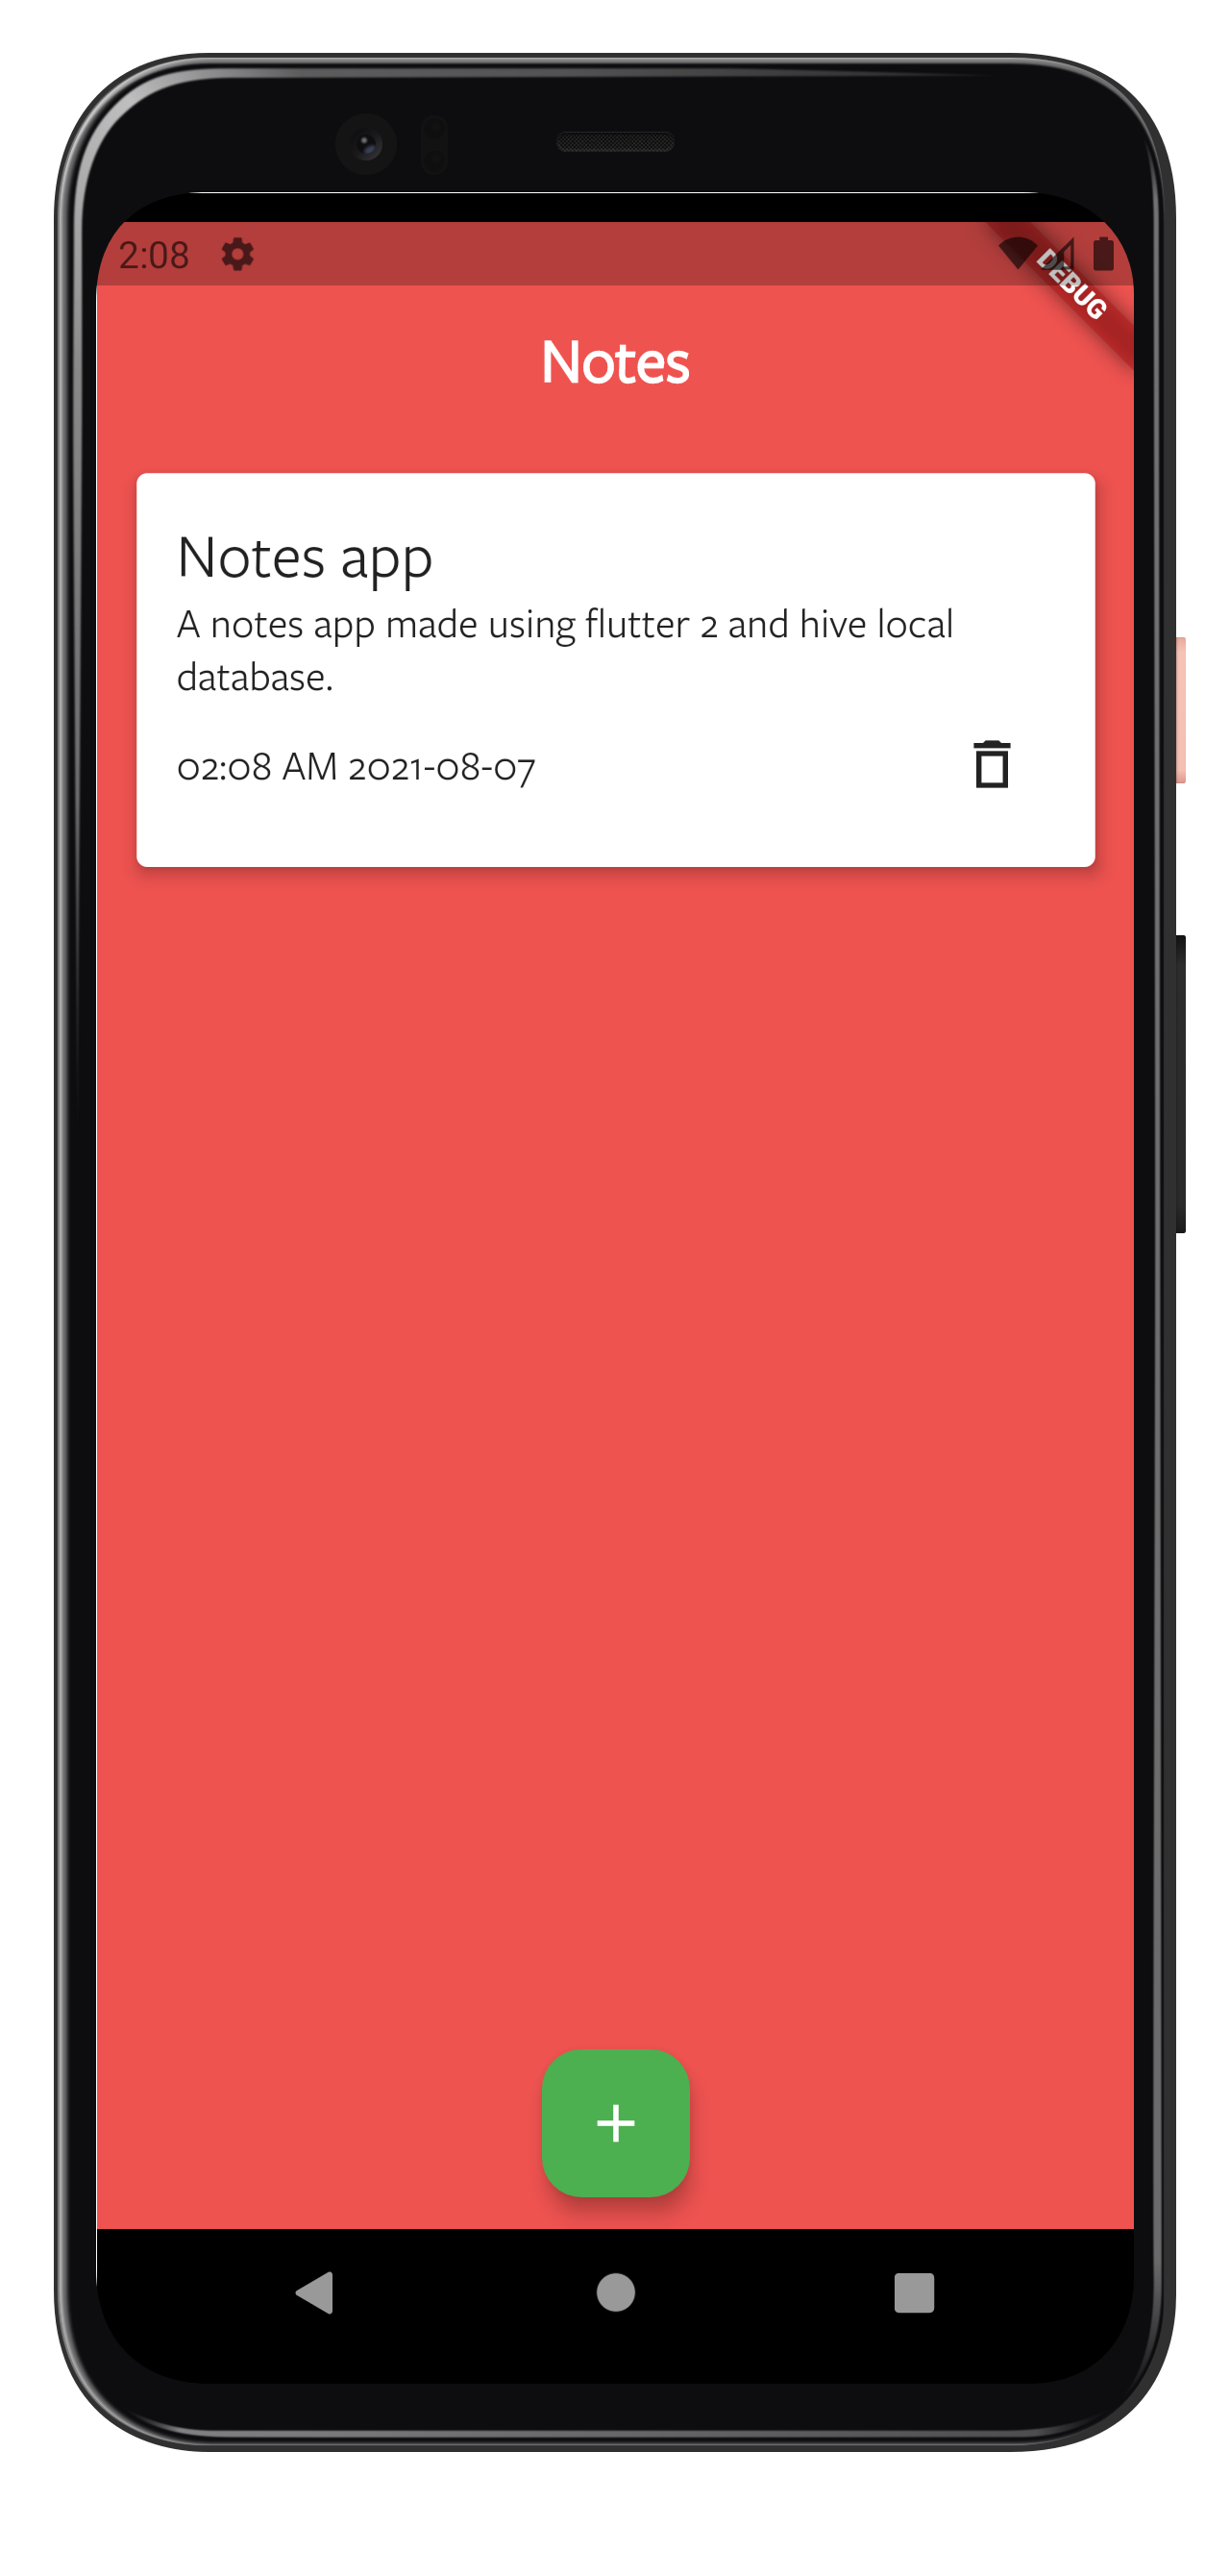 2:08
DEBUG
Notes
Notes app
A notes app made using flutter 2 and hive local
database.
02:08 AM 2021-08-07